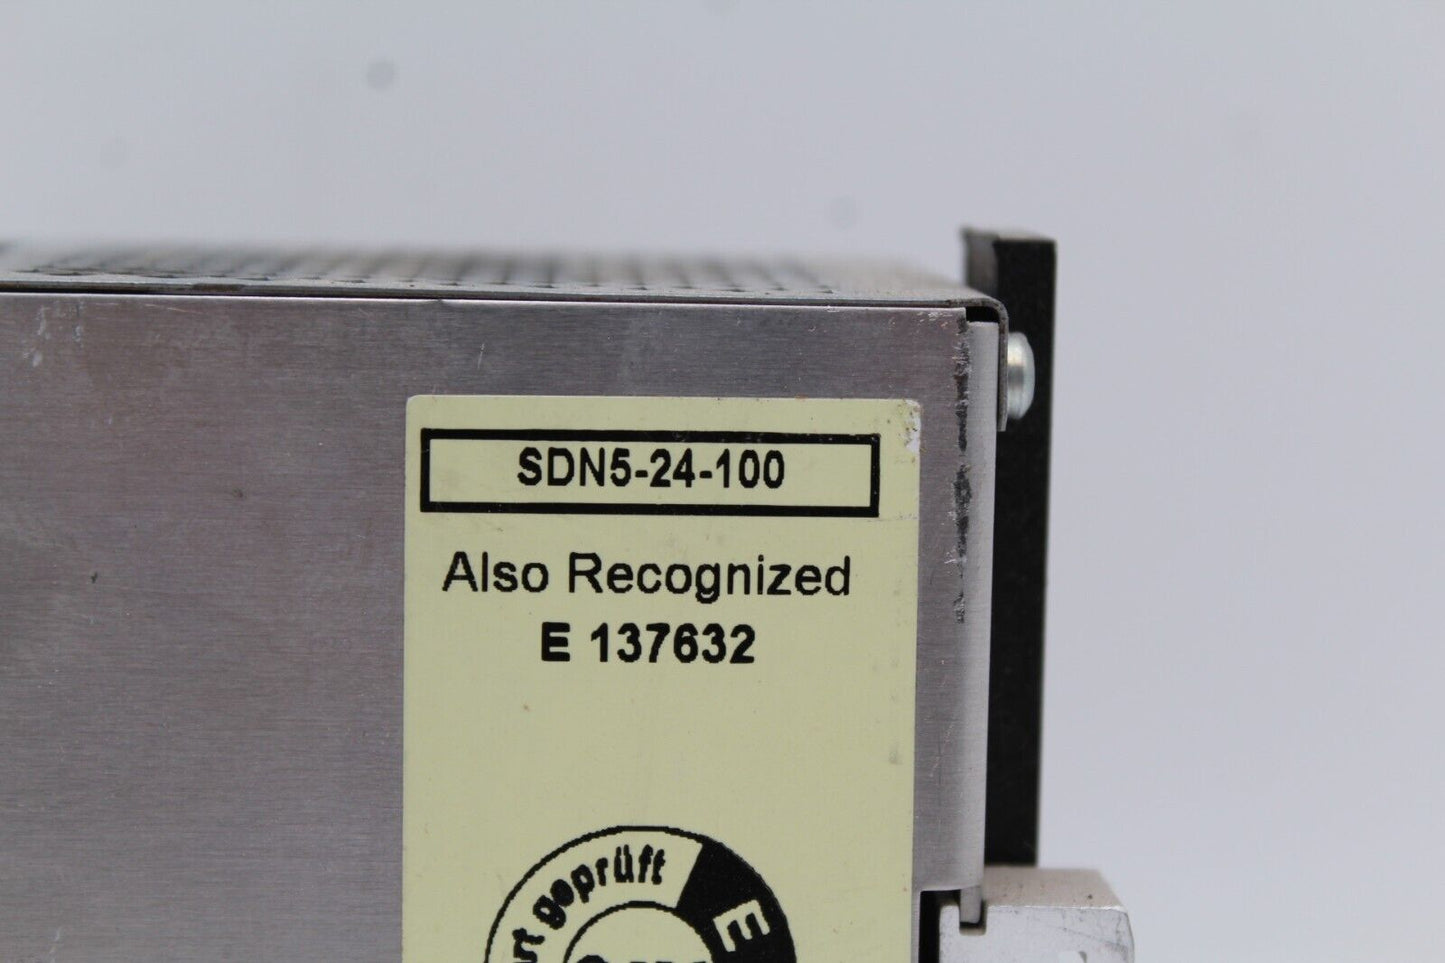 SDN5-24-100
Also Recognized
E 137632
geprüft
E